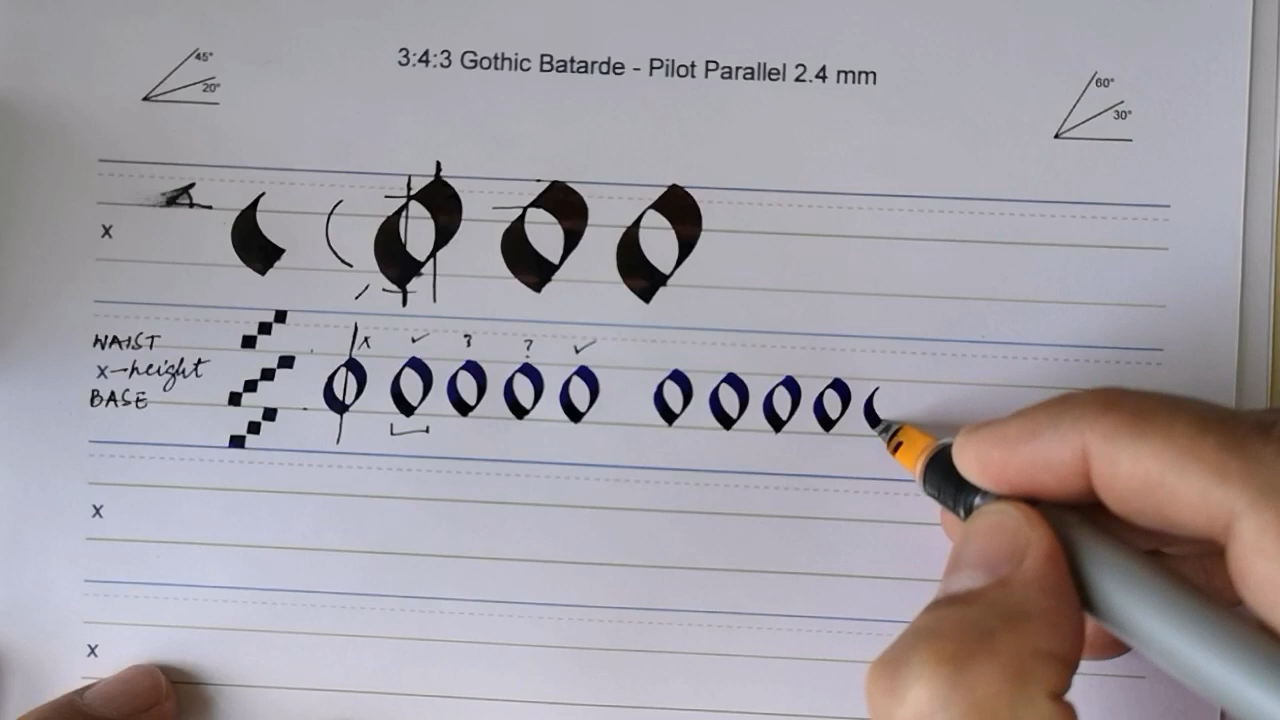 45°
20°
3:4:3 Gothic Batarde - Pilot Parallel 2.4 mm
60°
30°
x
WAIST
x-height
BASE
x ✓ ? ? ✓
o o o o o o o o o
x
x